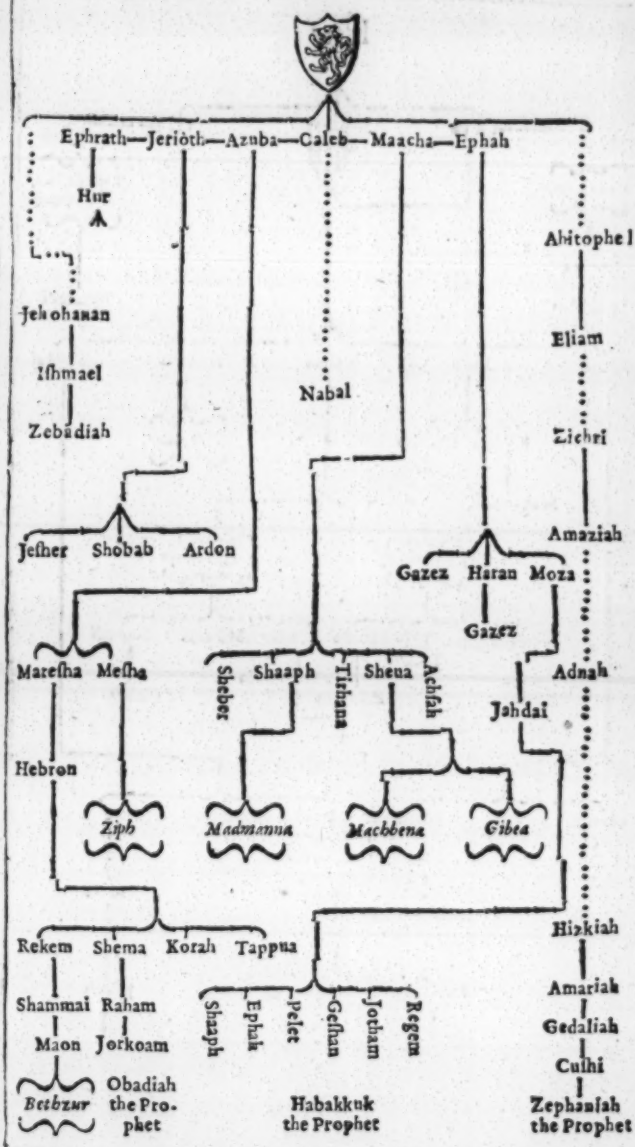 Ephrath—Jerioth—Azuba—Caleb—Maacha—Ephah
Hur
Ahitophel
Jehohanan
Eliam
Ishmael
Nabal
Zebadiah
Zichri
Jesher Shobab Ardon
Amaziah
Gazez Haran Moza
Gazez
Maresha Mesha
Sheber Shaaph Tirhana Sheua Achsah
Adnah
Jahdai
Hebron
Ziph Madmanna Machbena Gibea
Hizkiah
Rekem Shema Korah Tappua
Amariah
Shammai Raham
Shaaph Ephah Pelet Geshan Jotham Regem
Gedaliah
Maon Jorkoam
Cushi
Bethzur
Obadiah
the Pro-
phet
Habakkuk
the Prophet
Zephaniah
the Prophet